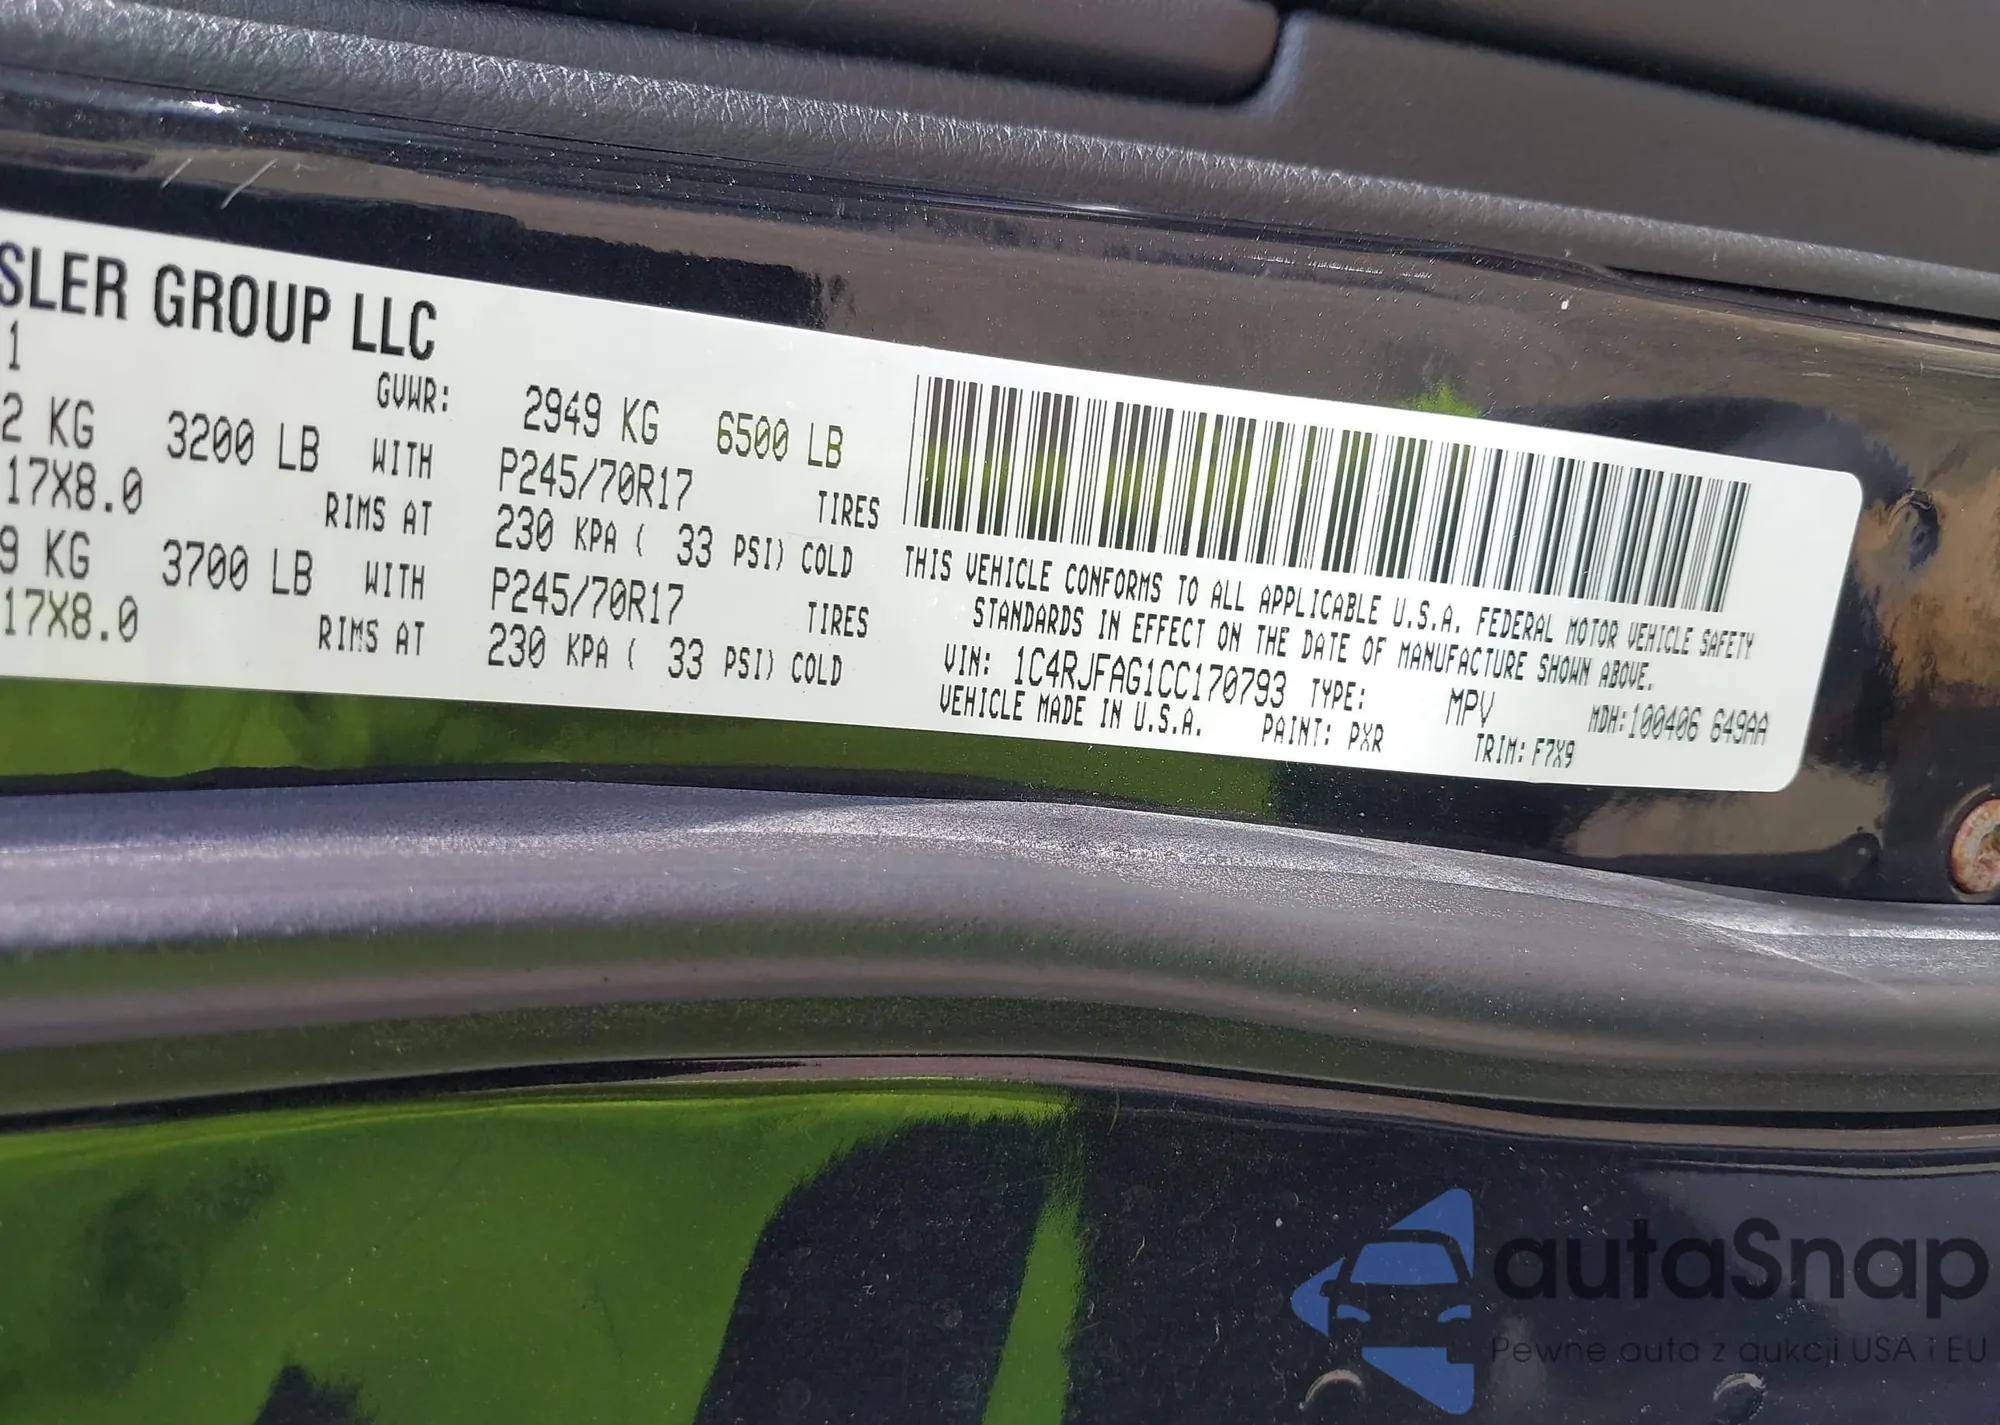 SLER GROUP LLC
1
GVWR: 2949 KG 6500 LB
2 KG 3200 LB WITH P245/70R17 TIRES
17X8.0 RIMS AT 230 KPA ( 33 PSI) COLD
9 KG 3700 LB WITH P245/70R17 TIRES
17X8.0 RIMS AT 230 KPA ( 33 PSI) COLD
THIS VEHICLE CONFORMS TO ALL APPLICABLE U.S.A. FEDERAL MOTOR VEHICLE SAFETY
STANDARDS IN EFFECT ON THE DATE OF MANUFACTURE SHOWN ABOVE.
VIN: 1C4RJFAG1CC170793 TYPE: MPV MDH:100406 649AA
VEHICLE MADE IN U.S.A. PAINT: PXR TRIM: F7X9
autaSnap
Pewne auta z aukcji USA i EU